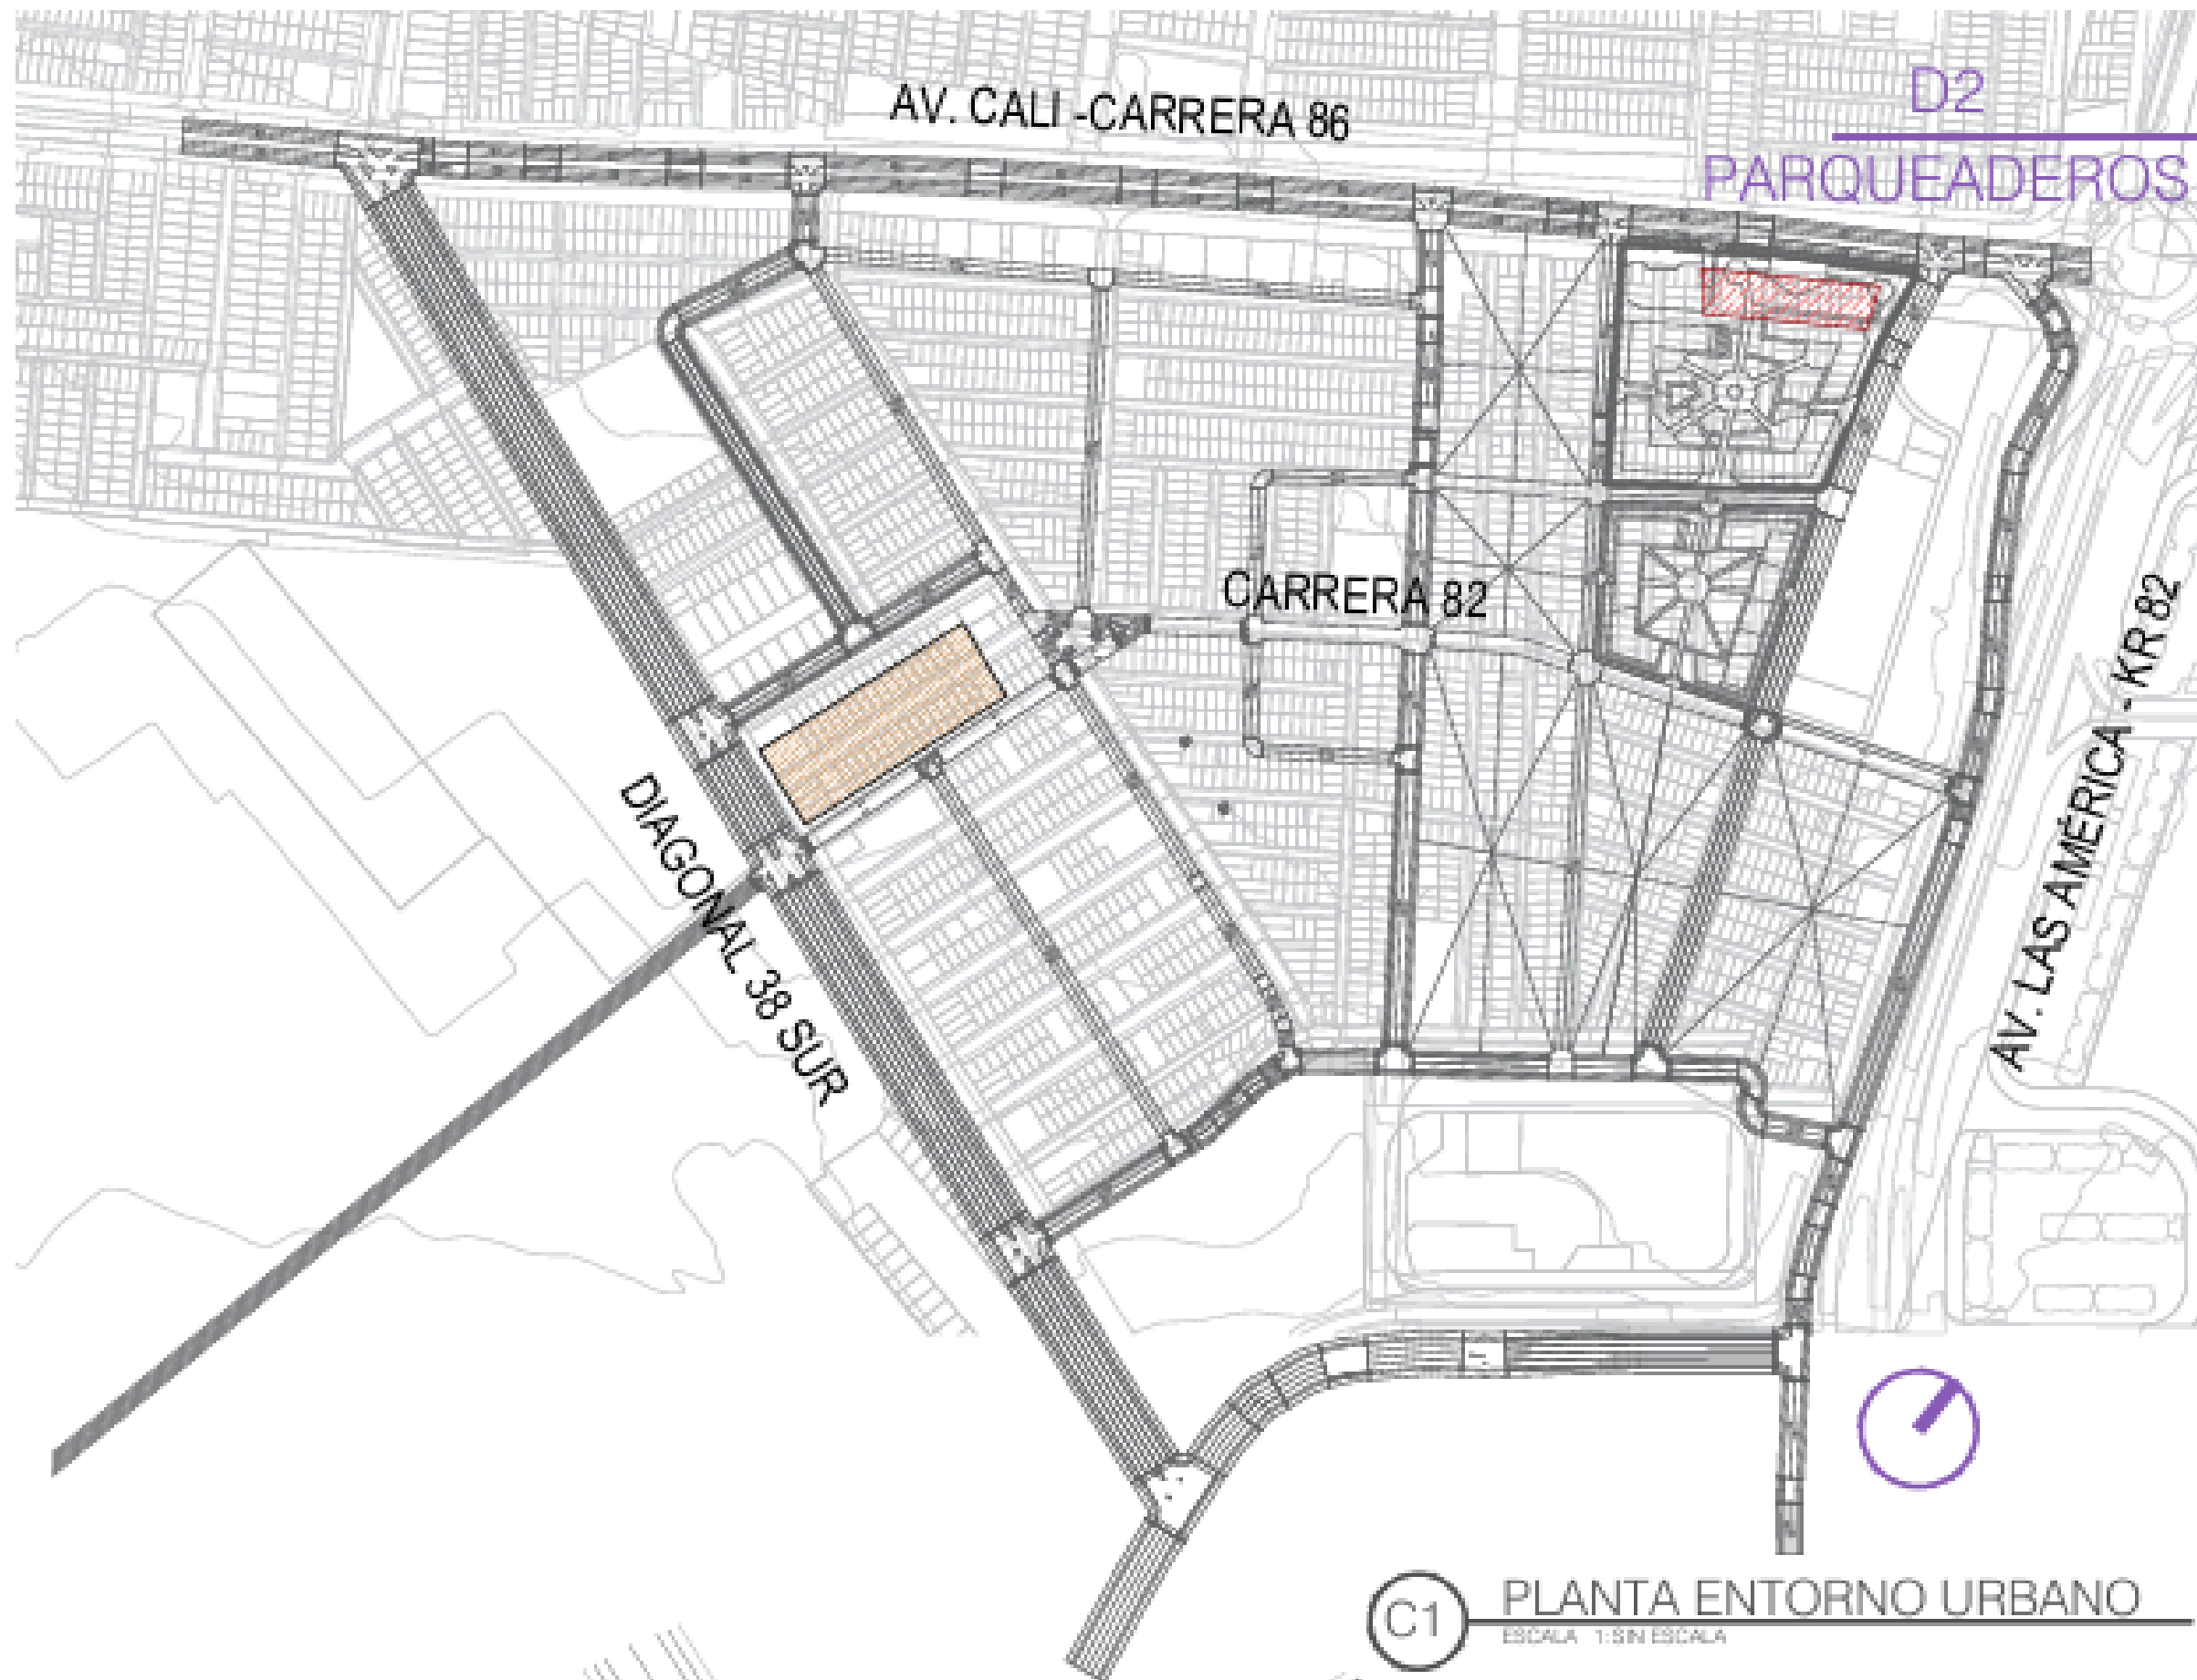 AV. CALI -CARRERA 86
D2
PARQUEADEROS
CARRERA 82
DIAGONAL 38 SUR
AV. LAS AMÉRICA - KR 82
C1
PLANTA ENTORNO URBANO
ESCALA 1:SIN ESCALA